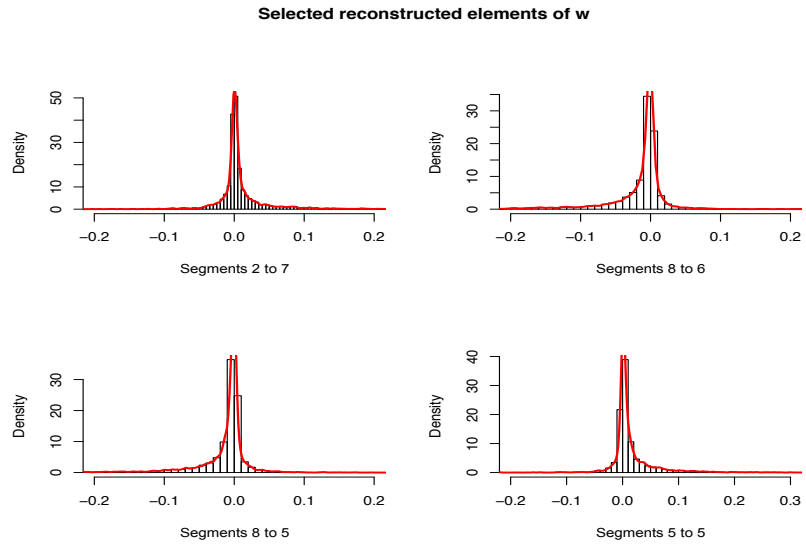 Selected reconstructed elements of w
Density
50
30
10
0
−0.2 −0.1 0.0 0.1 0.2
Segments 2 to 7
Density
30
20
10
0
−0.2 −0.1 0.0 0.1 0.2
Segments 8 to 6
Density
30
20
10
0
−0.2 −0.1 0.0 0.1 0.2
Segments 8 to 5
Density
40
30
20
10
0
−0.2 −0.1 0.0 0.1 0.2 0.3
Segments 5 to 5